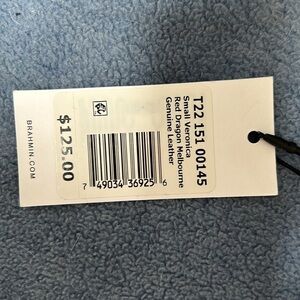 T22 151 00145
Small Veronica
Red Dragon Melbourne
Genuine Leather
7 49034 36925 6
$125.00
BRAHMIN.COM